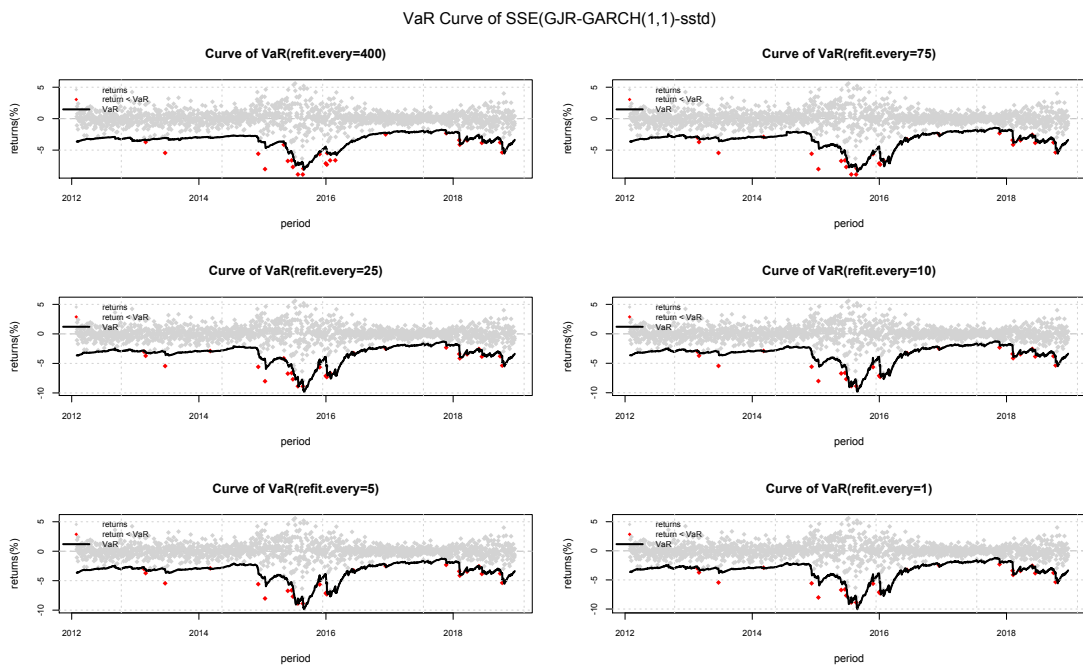 VaR Curve of SSE(GJR-GARCH(1,1)-sstd)
Curve of VaR(refit.every=400)
returns(%)
5
0
-5
returns
return < VaR
VaR
2012 2014 2016 2018
period
Curve of VaR(refit.every=75)
returns(%)
5
0
-5
returns
return < VaR
VaR
2012 2014 2016 2018
period
Curve of VaR(refit.every=25)
returns(%)
5
0
-5
-10
returns
return < VaR
VaR
2012 2014 2016 2018
period
Curve of VaR(refit.every=10)
returns(%)
5
0
-5
-10
returns
return < VaR
VaR
2012 2014 2016 2018
period
Curve of VaR(refit.every=5)
returns(%)
5
0
-5
-10
returns
return < VaR
VaR
2012 2014 2016 2018
period
Curve of VaR(refit.every=1)
returns(%)
5
0
-5
-10
returns
return < VaR
VaR
2012 2014 2016 2018
period